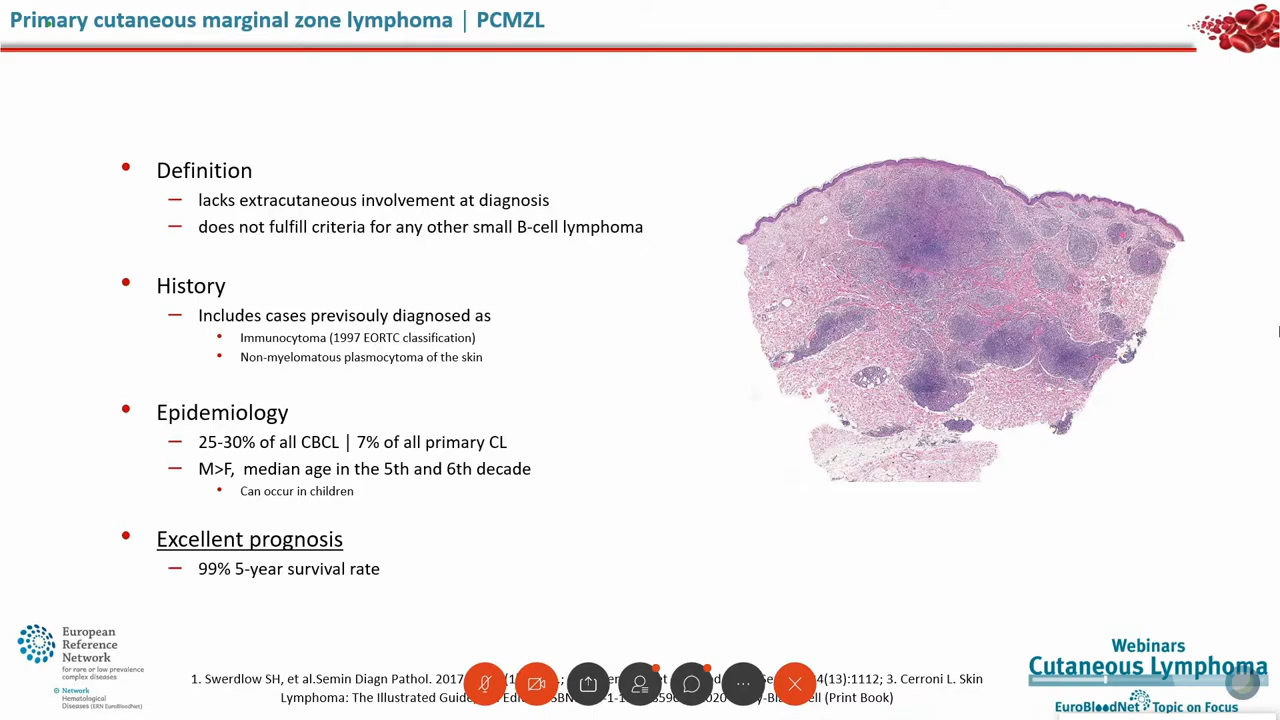 Primary cutaneous marginal zone lymphoma | PCMZL
• Definition
— lacks extracutaneous involvement at diagnosis
— does not fulfill criteria for any other small B-cell lymphoma
• History
— Includes cases previsouly diagnosed as
• Immunocytoma (1997 EORTC classification)
• Non-myelomatous plasmocytoma of the skin
• Epidemiology
— 25-30% of all CBCL | 7% of all primary CL
— M>F, median age in the 5th and 6th decade
• Can occur in children
• Excellent prognosis
— 99% 5-year survival rate
European
Reference
Network
for rare or low prevalence
complex diseases
Network
Hematological
Diseases (ERN EuroBloodNet)
1. Swerdlow SH, et al.Semin Diagn Pathol. 2017 4(13):1112; 3. Cerroni L. Skin
Lymphoma: The Illustrated Guide (Print Book)
Webinars
Cutaneous Lymphoma
EuroBloodNet Topic on Focus